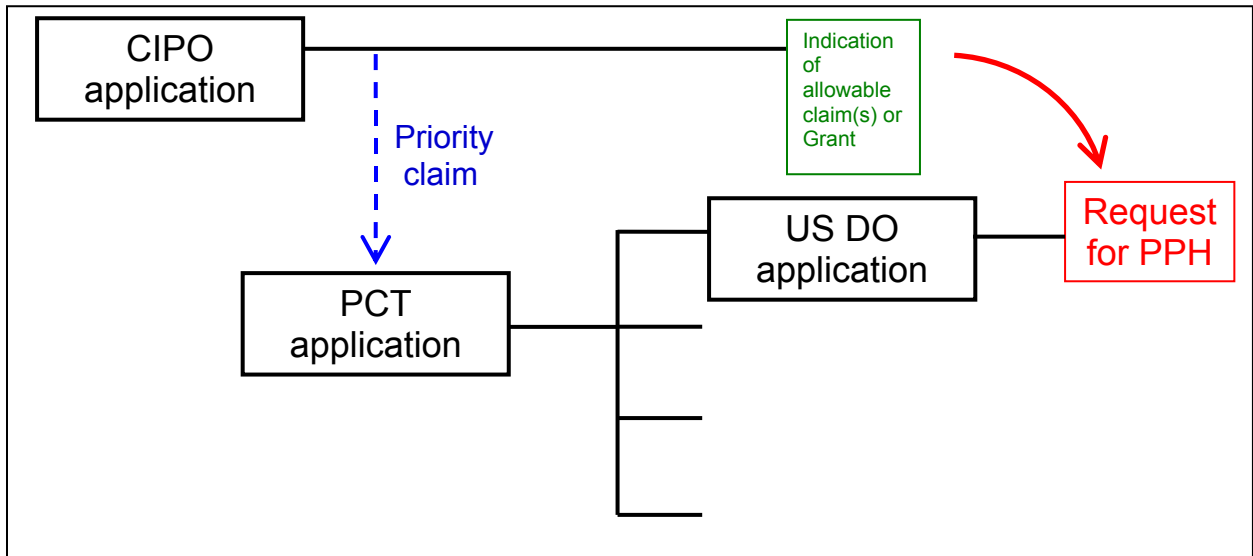 CIPO
application
Indication
of
allowable
claim(s) or
Grant
Priority
claim
US DO
application
Request
for PPH
PCT
application